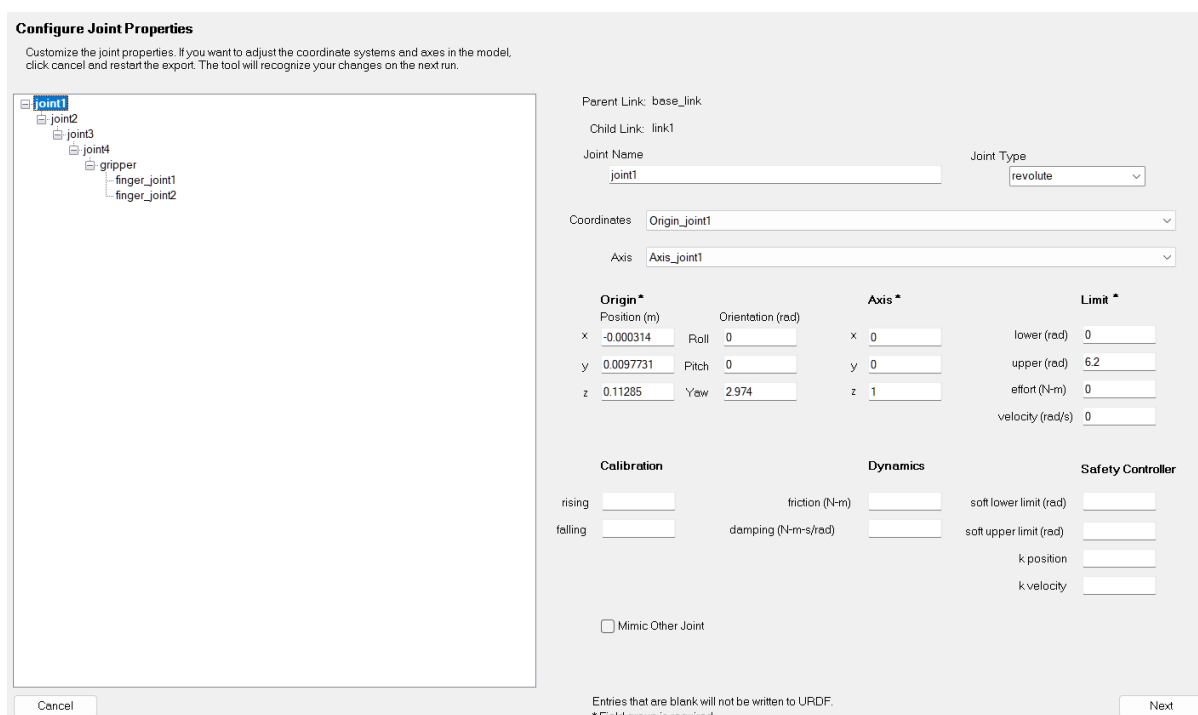 Configure Joint Properties
Customize the joint properties. If you want to adjust the coordinate systems and axes in the model,
click cancel and restart the export. The tool will recognize your changes on the next run.
joint1
joint2
joint3
joint4
gripper
finger_joint1
finger_joint2
Parent Link: base_link
Child Link: link1
Joint Name
joint1
Joint Type
revolute
Coordinates Origin_joint1
Axis Axis_joint1
Origin* Axis* Limit *
Position (m) Orientation (rad)
x -0.000314 Roll 0 x 0 lower (rad) 0
y 0.0097731 Pitch 0 y 0 upper (rad) 6.2
z 0.11285 Yaw 2.974 z 1 effort (N-m) 0
velocity (rad/s) 0
Calibration Dynamics Safety Controller
rising friction (N-m) soft lower limit (rad)
falling damping (N-m-s/rad) soft upper limit (rad)
k position
k velocity
Mimic Other Joint
Cancel Entries that are blank will not be written to URDF. Next
* Field group is required